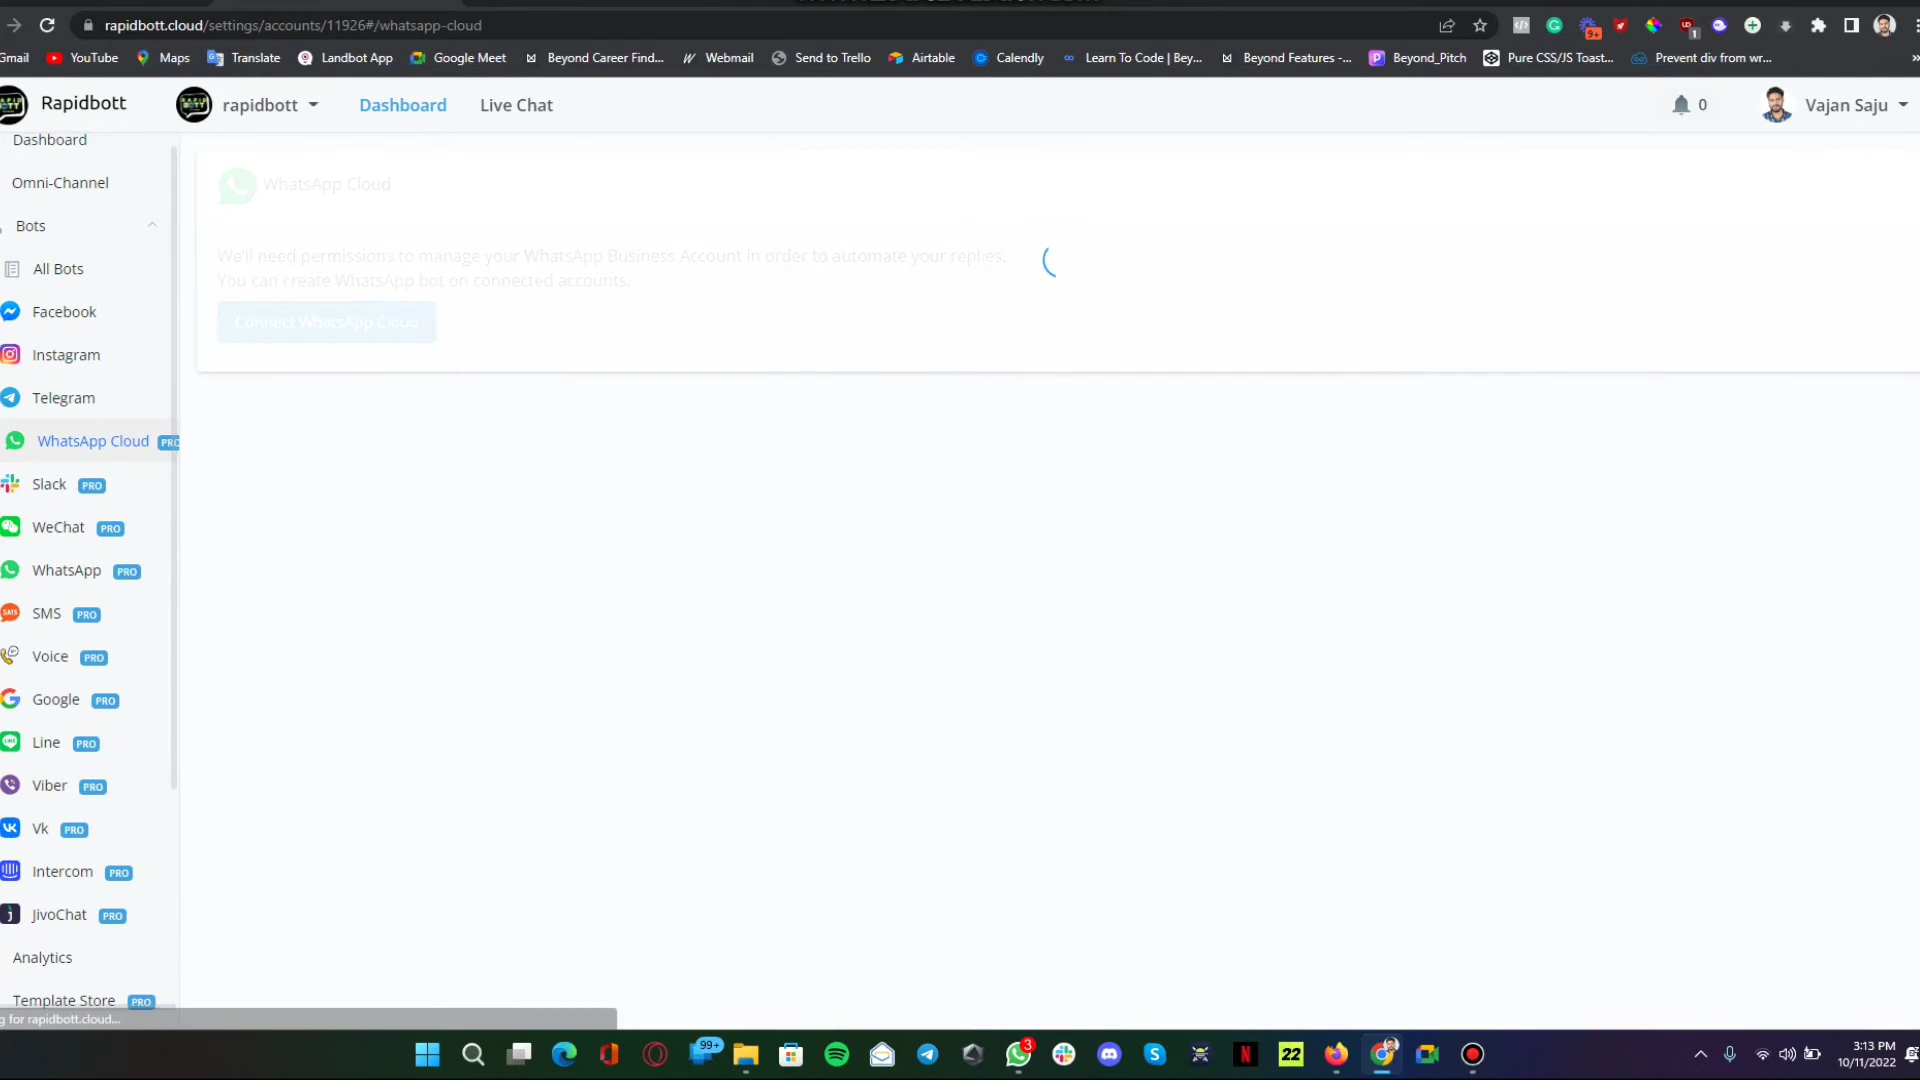 rapidbott.cloud/settings/accounts/11926#/whatsapp-cloud
9+
1
Gmail YouTube Maps Translate Landbot App Google Meet Beyond Career Find... Webmail Send to Trello Airtable Calendly Learn To Code | Bey... Beyond Features -... Beyond_Pitch Pure CSS/JS Toast... Prevent div from wr... »
Rapidbott rapidbott Dashboard Live Chat 0 Vajan Saju
Dashboard
Omni-Channel
Bots
All Bots
Facebook
Instagram
Telegram
WhatsApp Cloud PRO
Slack PRO
WeChat PRO
WhatsApp PRO
SMS PRO
Voice PRO
Google PRO
Line PRO
Viber PRO
Vk PRO
Intercom PRO
JivoChat PRO
Analytics
Template Store PRO
g for rapidbott.cloud...
WhatsApp Cloud
We'll need permissions to manage your WhatsApp Business Account in order to automate your replies.
You can create WhatsApp bot on connected accounts.
Connect WhatsApp Cloud
99+
3
22
3:13 PM
10/11/2022